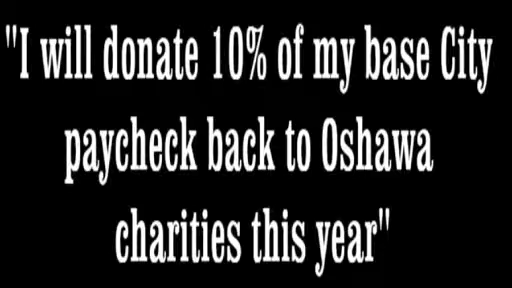 "I will donate 10% of my base City
paycheck back to Oshawa
charities this year"